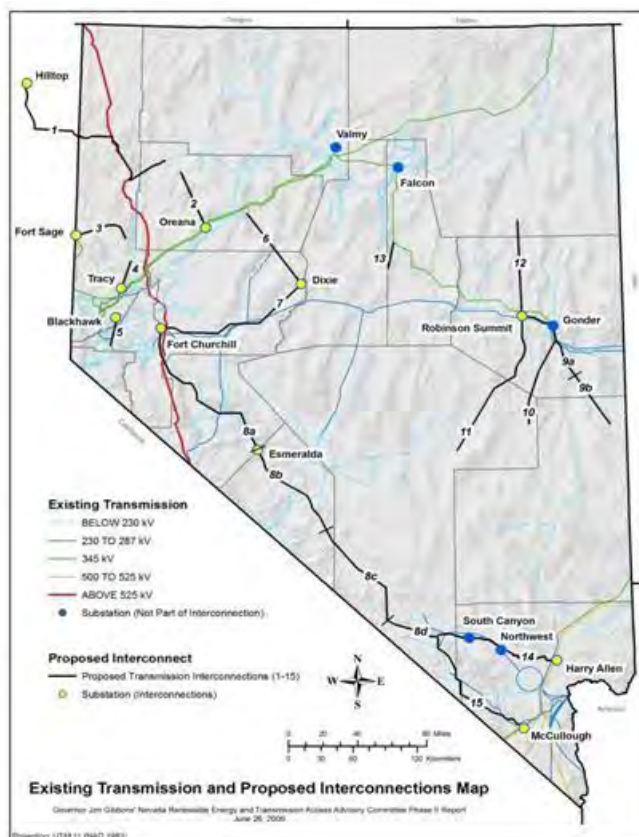 Hilltop
1
Valmy
Falcon
2
Oreana
Fort Sage
3
6
13
12
Tracy
4
Dixie
7
Blackhawk
5
Fort Churchill
Robinson Summit
Gonder
9a
9b
10
11
8a
Esmeralda
8b
California
8c
8d
South Canyon
Northwest
14
Harry Allen
15
McCullough
Existing Transmission
BELOW 230 kV
230 TO 287 kV
345 kV
500 TO 525 kV
ABOVE 525 kV
Substation (Not Part of Interconnection)
Proposed Interconnect
Proposed Transmission Interconnections (1-15)
Substation (Interconnections)
N
W E
S
Miles
Kilometers
Existing Transmission and Proposed Interconnections Map
Governor Jim Gibbons' Nevada Renewable Energy and Transmission Access Advisory Committee Phase II Report